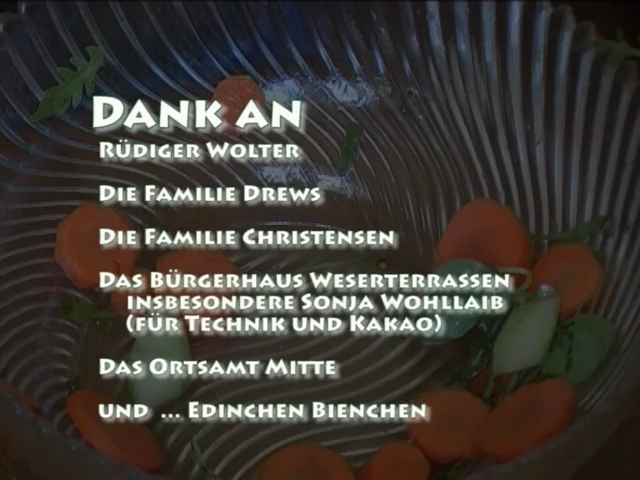 Dank an
Rüdiger Wolter
Die Familie Drews
Die Familie Christensen
Das Bürgerhaus Weserterrassen
insbesondere Sonja Wohllaib
(für Technik und Kakao)
Das Ortsamt Mitte
und ... Edinchen Bienchen